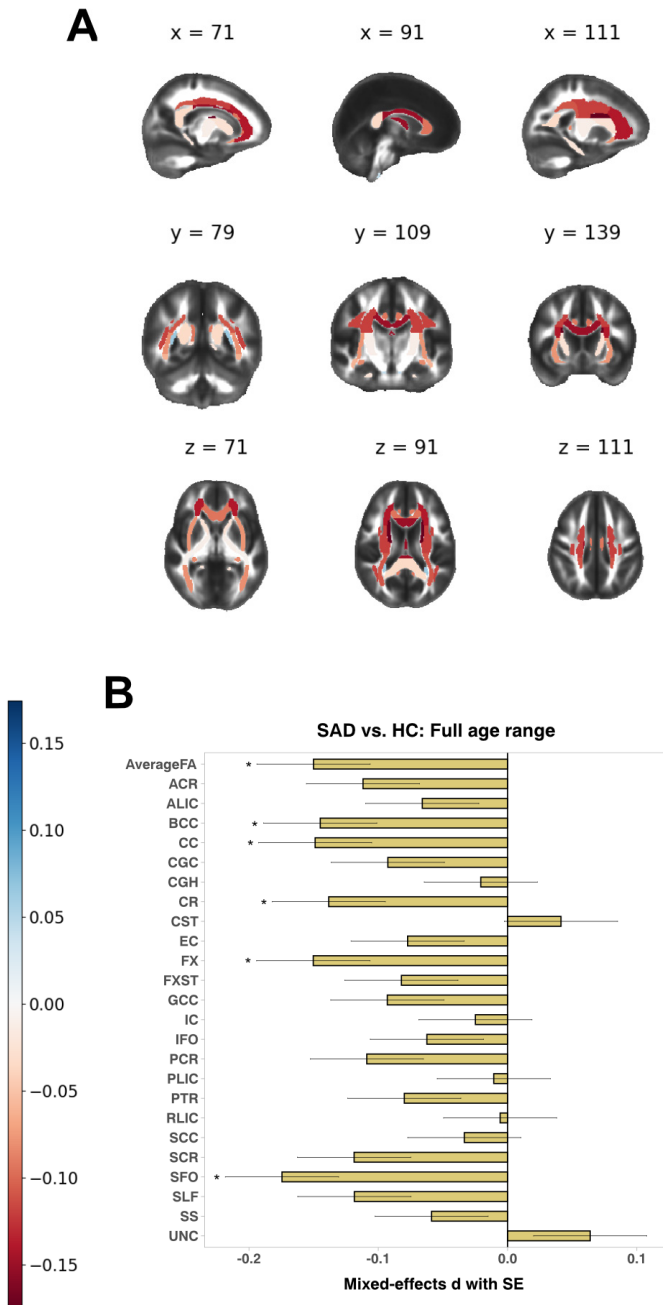 A
x = 71
x = 91
x = 111
y = 79
y = 109
y = 139
z = 71
z = 91
z = 111
B
SAD vs. HC: Full age range
0.15
0.10
0.05
0.00
−0.05
−0.10
−0.15
AverageFA *
ACR
ALIC
BCC *
CC *
CGC
CGH
CR *
CST
EC
FX *
FXST
GCC
IC
IFO
PCR
PLIC
PTR
RLIC
SCC
SCR
SFO *
SLF
SS
UNC
-0.2 -0.1 0.0 0.1
Mixed-effects d with SE